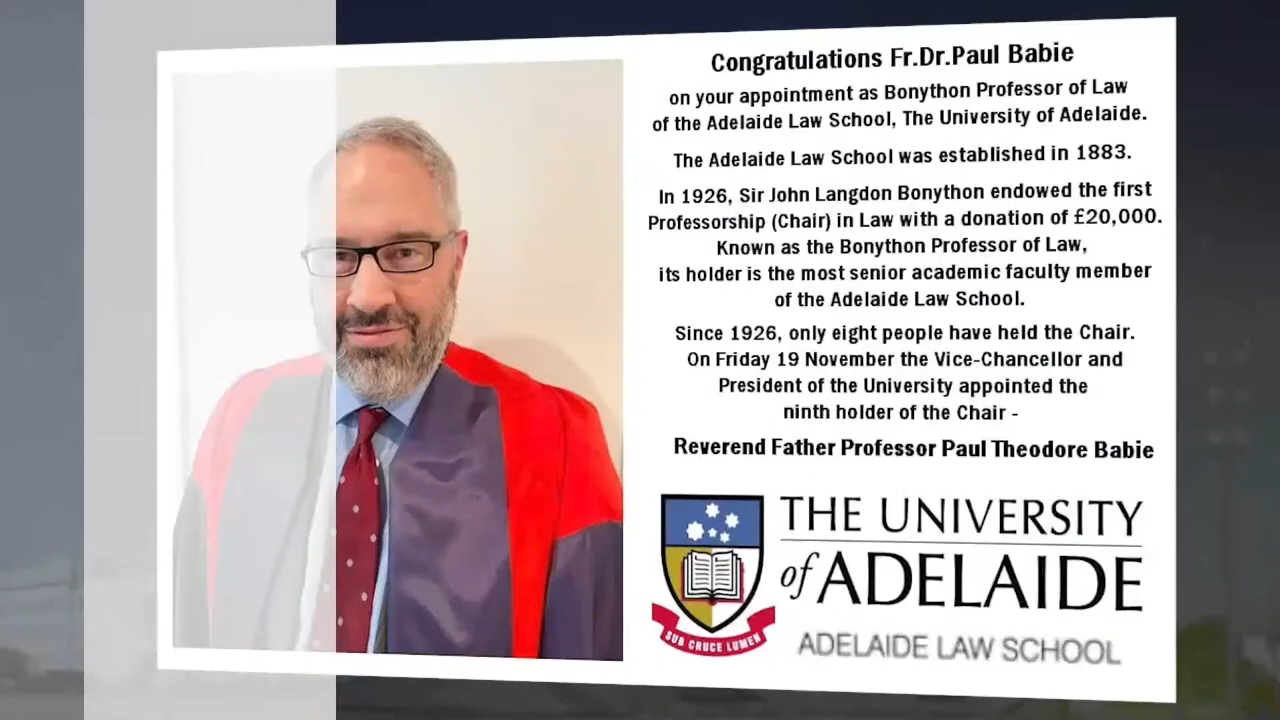 Congratulations Fr.Dr.Paul Babie
on your appointment as Bonython Professor of Law
of the Adelaide Law School, The University of Adelaide.
The Adelaide Law School was established in 1883.
In 1926, Sir John Langdon Bonython endowed the first
Professorship (Chair) in Law with a donation of £20,000.
Known as the Bonython Professor of Law,
its holder is the most senior academic faculty member
of the Adelaide Law School.
Since 1926, only eight people have held the Chair.
On Friday 19 November the Vice-Chancellor and
President of the University appointed the
ninth holder of the Chair -
Reverend Father Professor Paul Theodore Babie
THE UNIVERSITY
of ADELAIDE
SUB CRUCE LUMEN
ADELAIDE LAW SCHOOL